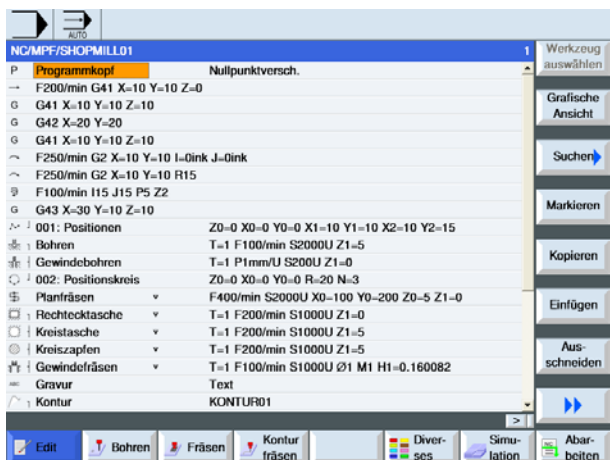 AUTO
NC/MPF/SHOPMILL01 1
P Programmkopf Nullpunktversch.
F200/min G41 X=10 Y=10 Z=0
G G41 X=10 Y=10 Z=10
G G42 X=20 Y=20
G G41 X=10 Y=10 Z=10
F250/min G2 X=10 Y=10 I=0ink J=0ink
F250/min G2 X=10 Y=10 R15
F100/min I15 J15 P5 Z2
G G43 X=30 Y=10 Z=10
001: Positionen Z0=0 X0=0 Y0=0 X1=10 Y1=10 X2=10 Y2=15
Bohren T=1 F100/min S2000U Z1=5
Gewindebohren T=1 P1mm/U S200U Z1=0
002: Positionskreis Z0=0 X0=0 Y0=0 R=20 N=3
Planfräsen ▿ F400/min S2000U X0=100 Y0=200 Z0=5 Z1=0
Rechtecktasche ▿ T=1 F200/min S1000U Z1=0
Kreistasche ▿ T=1 F200/min S1000U Z1=5
Kreiszapfen ▿ T=1 F200/min S1000U Z1=5
Gewindefräsen ▿ T=1 F100/min S1000U Ø1 M1 H1=0.160082
ABC Gravur Text
Kontur KONTUR01
>
Werkzeug
auswählen
Grafische
Ansicht
Suchen
Markieren
Kopieren
Einfügen
Aus-
schneiden
Edit
Bohren
Fräsen
Kontur
fräsen
Diver-
ses
Simu-
lation
NC
Abar-
beiten